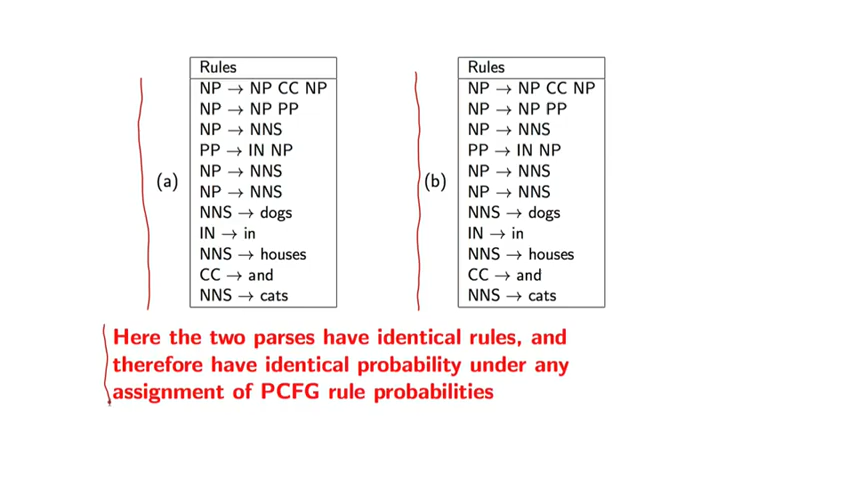 Rules
NP → NP CC NP
NP → NP PP
NP → NNS
PP → IN NP
NP → NNS
(a)
NP → NNS
NNS → dogs
IN → in
NNS → houses
CC → and
NNS → cats
Rules
NP → NP CC NP
NP → NP PP
NP → NNS
PP → IN NP
NP → NNS
(b)
NP → NNS
NNS → dogs
IN → in
NNS → houses
CC → and
NNS → cats
Here the two parses have identical rules, and
therefore have identical probability under any
assignment of PCFG rule probabilities